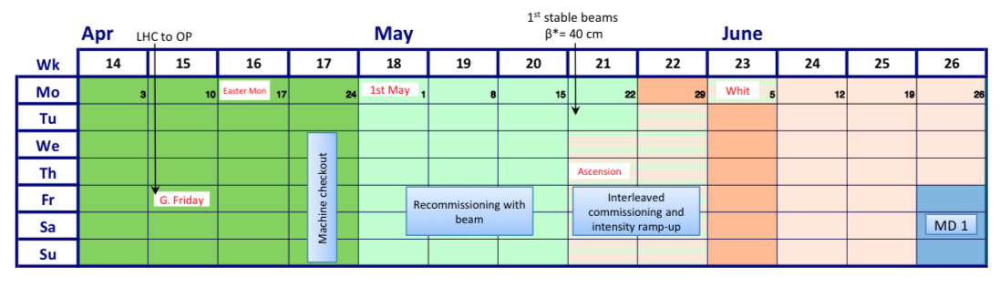 1st stable beams
Apr LHC to OP May β*= 40 cm June
Wk 14 15 16 17 18 19 20 21 22 23 24 25 26
Mo 3 10 Easter Mon 17 24 1st May 1 8 15 22 29 Whit 5 12 19 26
Tu
We
Th Ascension
Fr G. Friday
Sa
Su
Machine checkout
Recommissioning with
beam
Interleaved
commissioning and
intensity ramp-up
MD 1